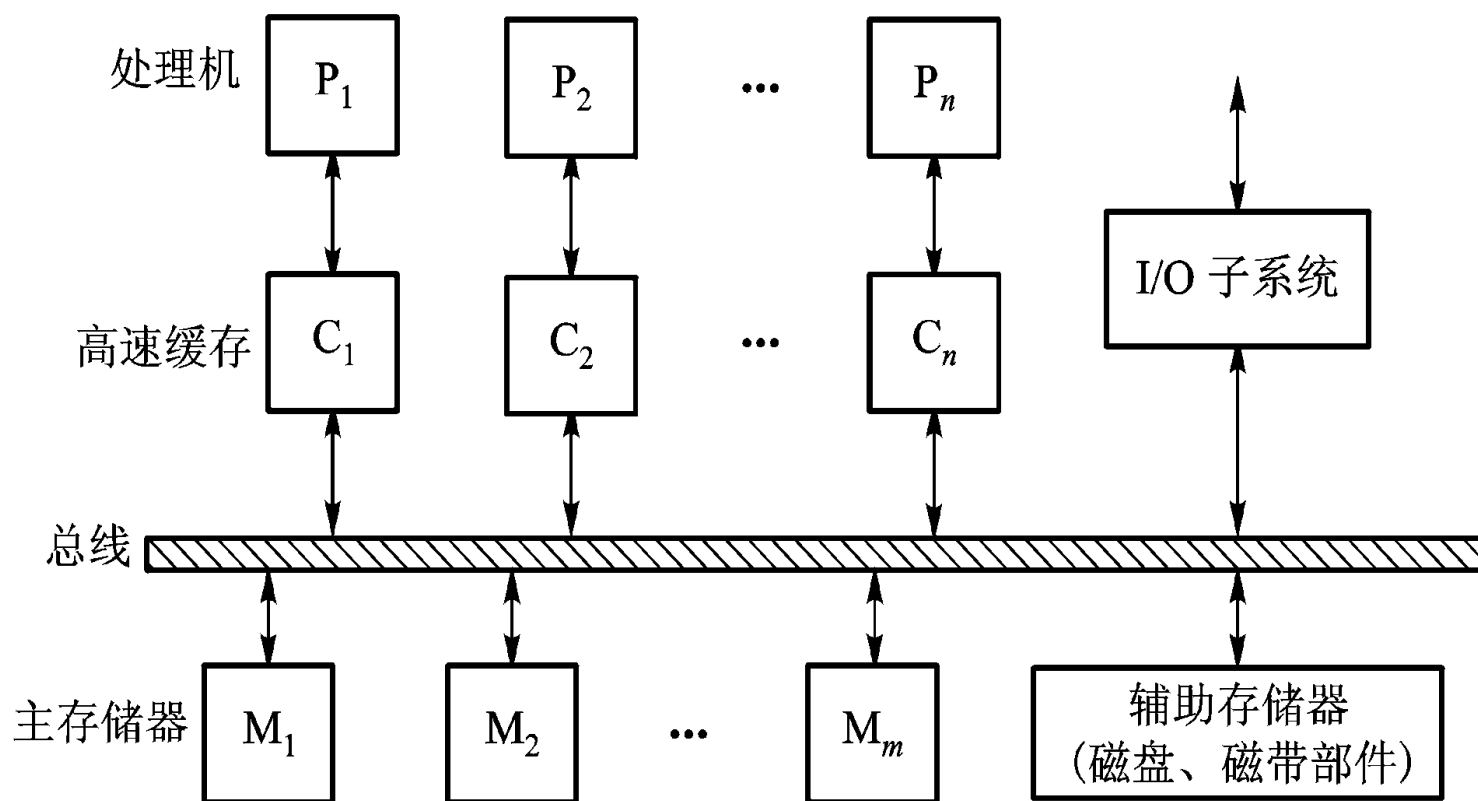 处理机 P₁ P₂ ... Pₙ
I/O 子系统
高速缓存 C₁ C₂ ... Cₙ
总线
主存储器 M₁ M₂ ... Mₘ
辅助存储器
(磁盘、磁带部件)